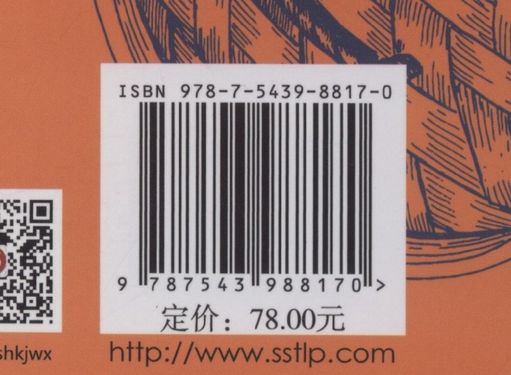 ISBN 978-7-5439-8817-0
9 787543 988170 >
定价：78.00元
shkjwx
http://www.sstlp.com